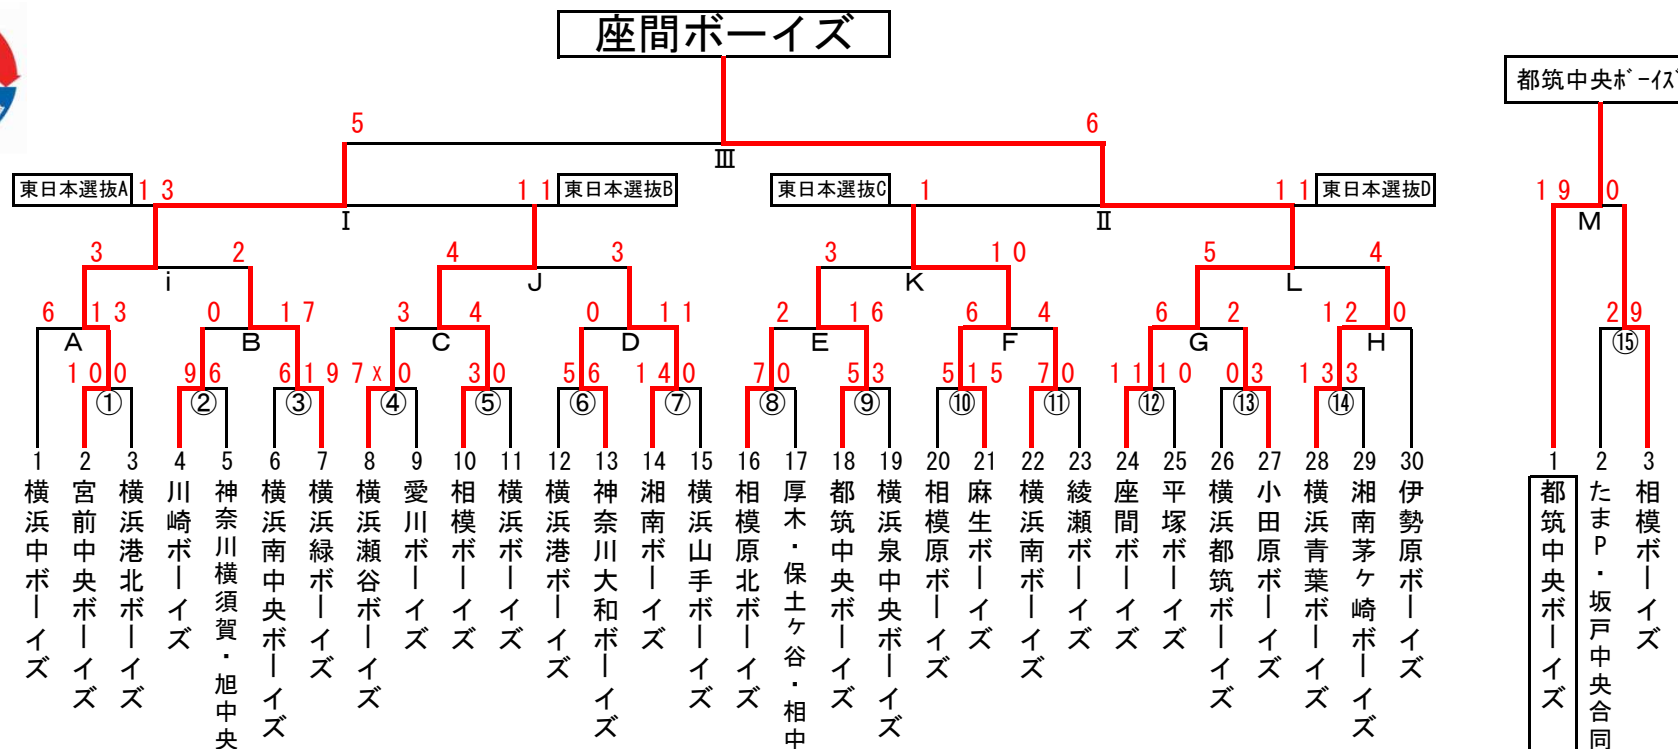 座間ボーイズ
都筑中央ボーイズ
5 6
Ⅲ
東日本選抜A 13 11 東日本選抜B 東日本選抜C 1 11 東日本選抜D 19 0
Ⅰ Ⅱ M
3 2 4 3 3 10 5 4
i J K L
6 13 0 17 3 4 0 11 2 16 6 4 6 2 12 0 2 9
A B C D E F G H ⑮
10 0 9 6 6 19 7x 0 3 0 5 6 14 0 7 0 5 3 5 15 7 0 11 10 0 3 13 3
① ② ③ ④ ⑤ ⑥ ⑦ ⑧ ⑨ ⑩ ⑪ ⑫ ⑬ ⑭
1 横浜中ボーイズ
2 宮前中央ボーイズ
3 横浜港北ボーイズ
4 川崎ボーイズ
5 神奈川横須賀・旭中央
6 横浜南中央ボーイズ
7 横浜緑ボーイズ
8 横浜瀬谷ボーイズ
9 愛川ボーイズ
10 相模ボーイズ
11 横浜ボーイズ
12 横浜港ボーイズ
13 神奈川大和ボーイズ
14 湘南ボーイズ
15 横浜山手ボーイズ
16 相模原北ボーイズ
17 厚木・保土ヶ谷・相中
18 都筑中央ボーイズ
19 横浜泉中央ボーイズ
20 相模原ボーイズ
21 麻生ボーイズ
22 横浜南ボーイズ
23 綾瀬ボーイズ
24 座間ボーイズ
25 平塚ボーイズ
26 横浜都筑ボーイズ
27 小田原ボーイズ
28 横浜青葉ボーイズ
29 湘南茅ヶ崎ボーイズ
30 伊勢原ボーイズ
1 都筑中央ボーイズ
2 たまP・坂戸中央合同
3 相模ボーイズ